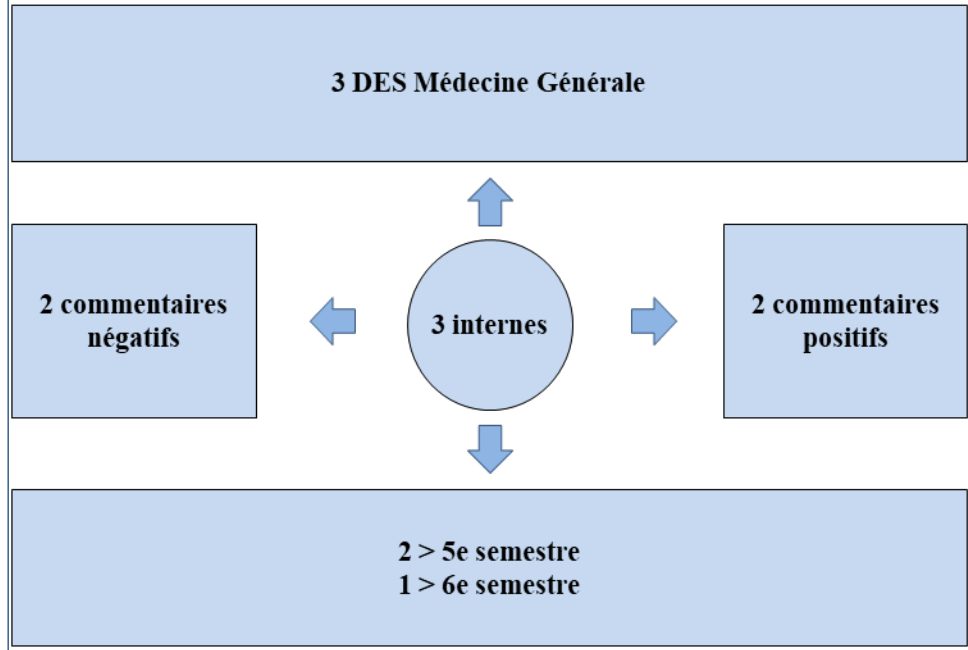 3 DES Médecine Générale
2 commentaires
négatifs
3 internes
2 commentaires
positifs
2 > 5e semestre
1 > 6e semestre